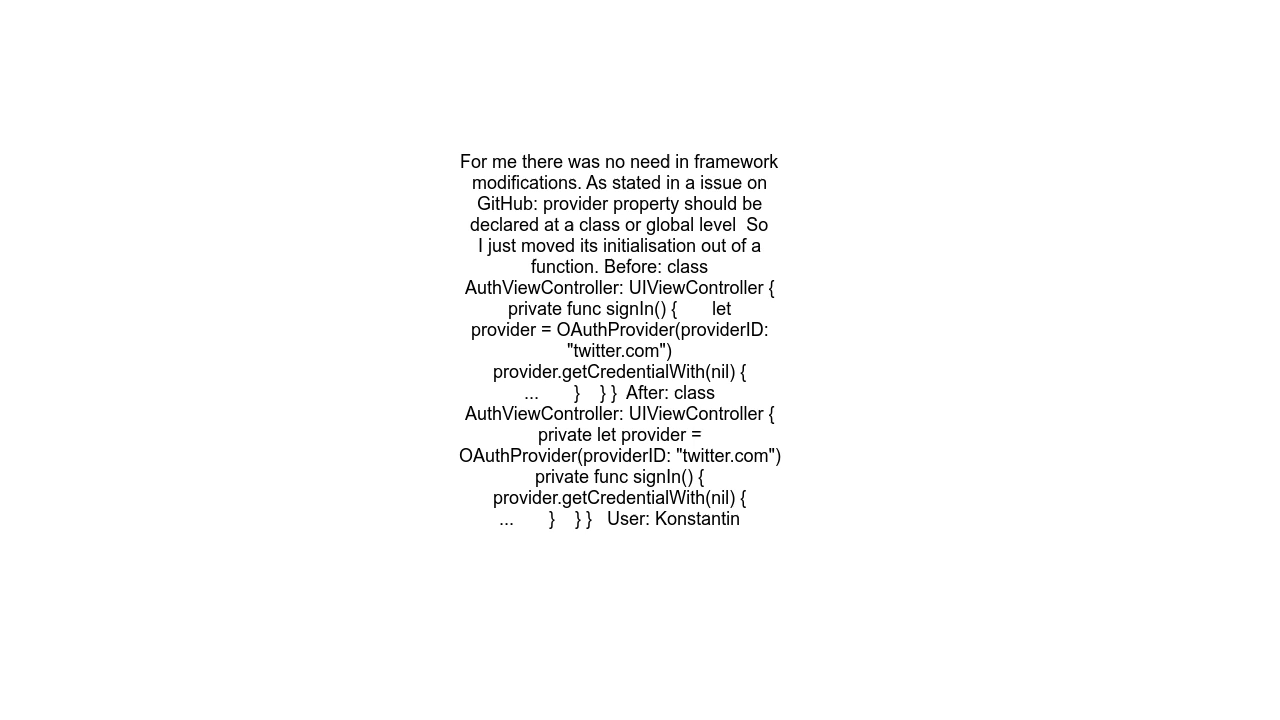 For me there was no need in framework
modifications. As stated in a issue on
GitHub: provider property should be
declared at a class or global level  So
I just moved its initialisation out of a
function. Before: class
AuthViewController: UIViewController {
private func signIn() {       let
provider = OAuthProvider(providerID:
"twitter.com")
provider.getCredentialWith(nil) {
...       }    } }  After: class
AuthViewController: UIViewController {
private let provider =
OAuthProvider(providerID: "twitter.com")
private func signIn() {
provider.getCredentialWith(nil) {
...       }    } }   User: Konstantin